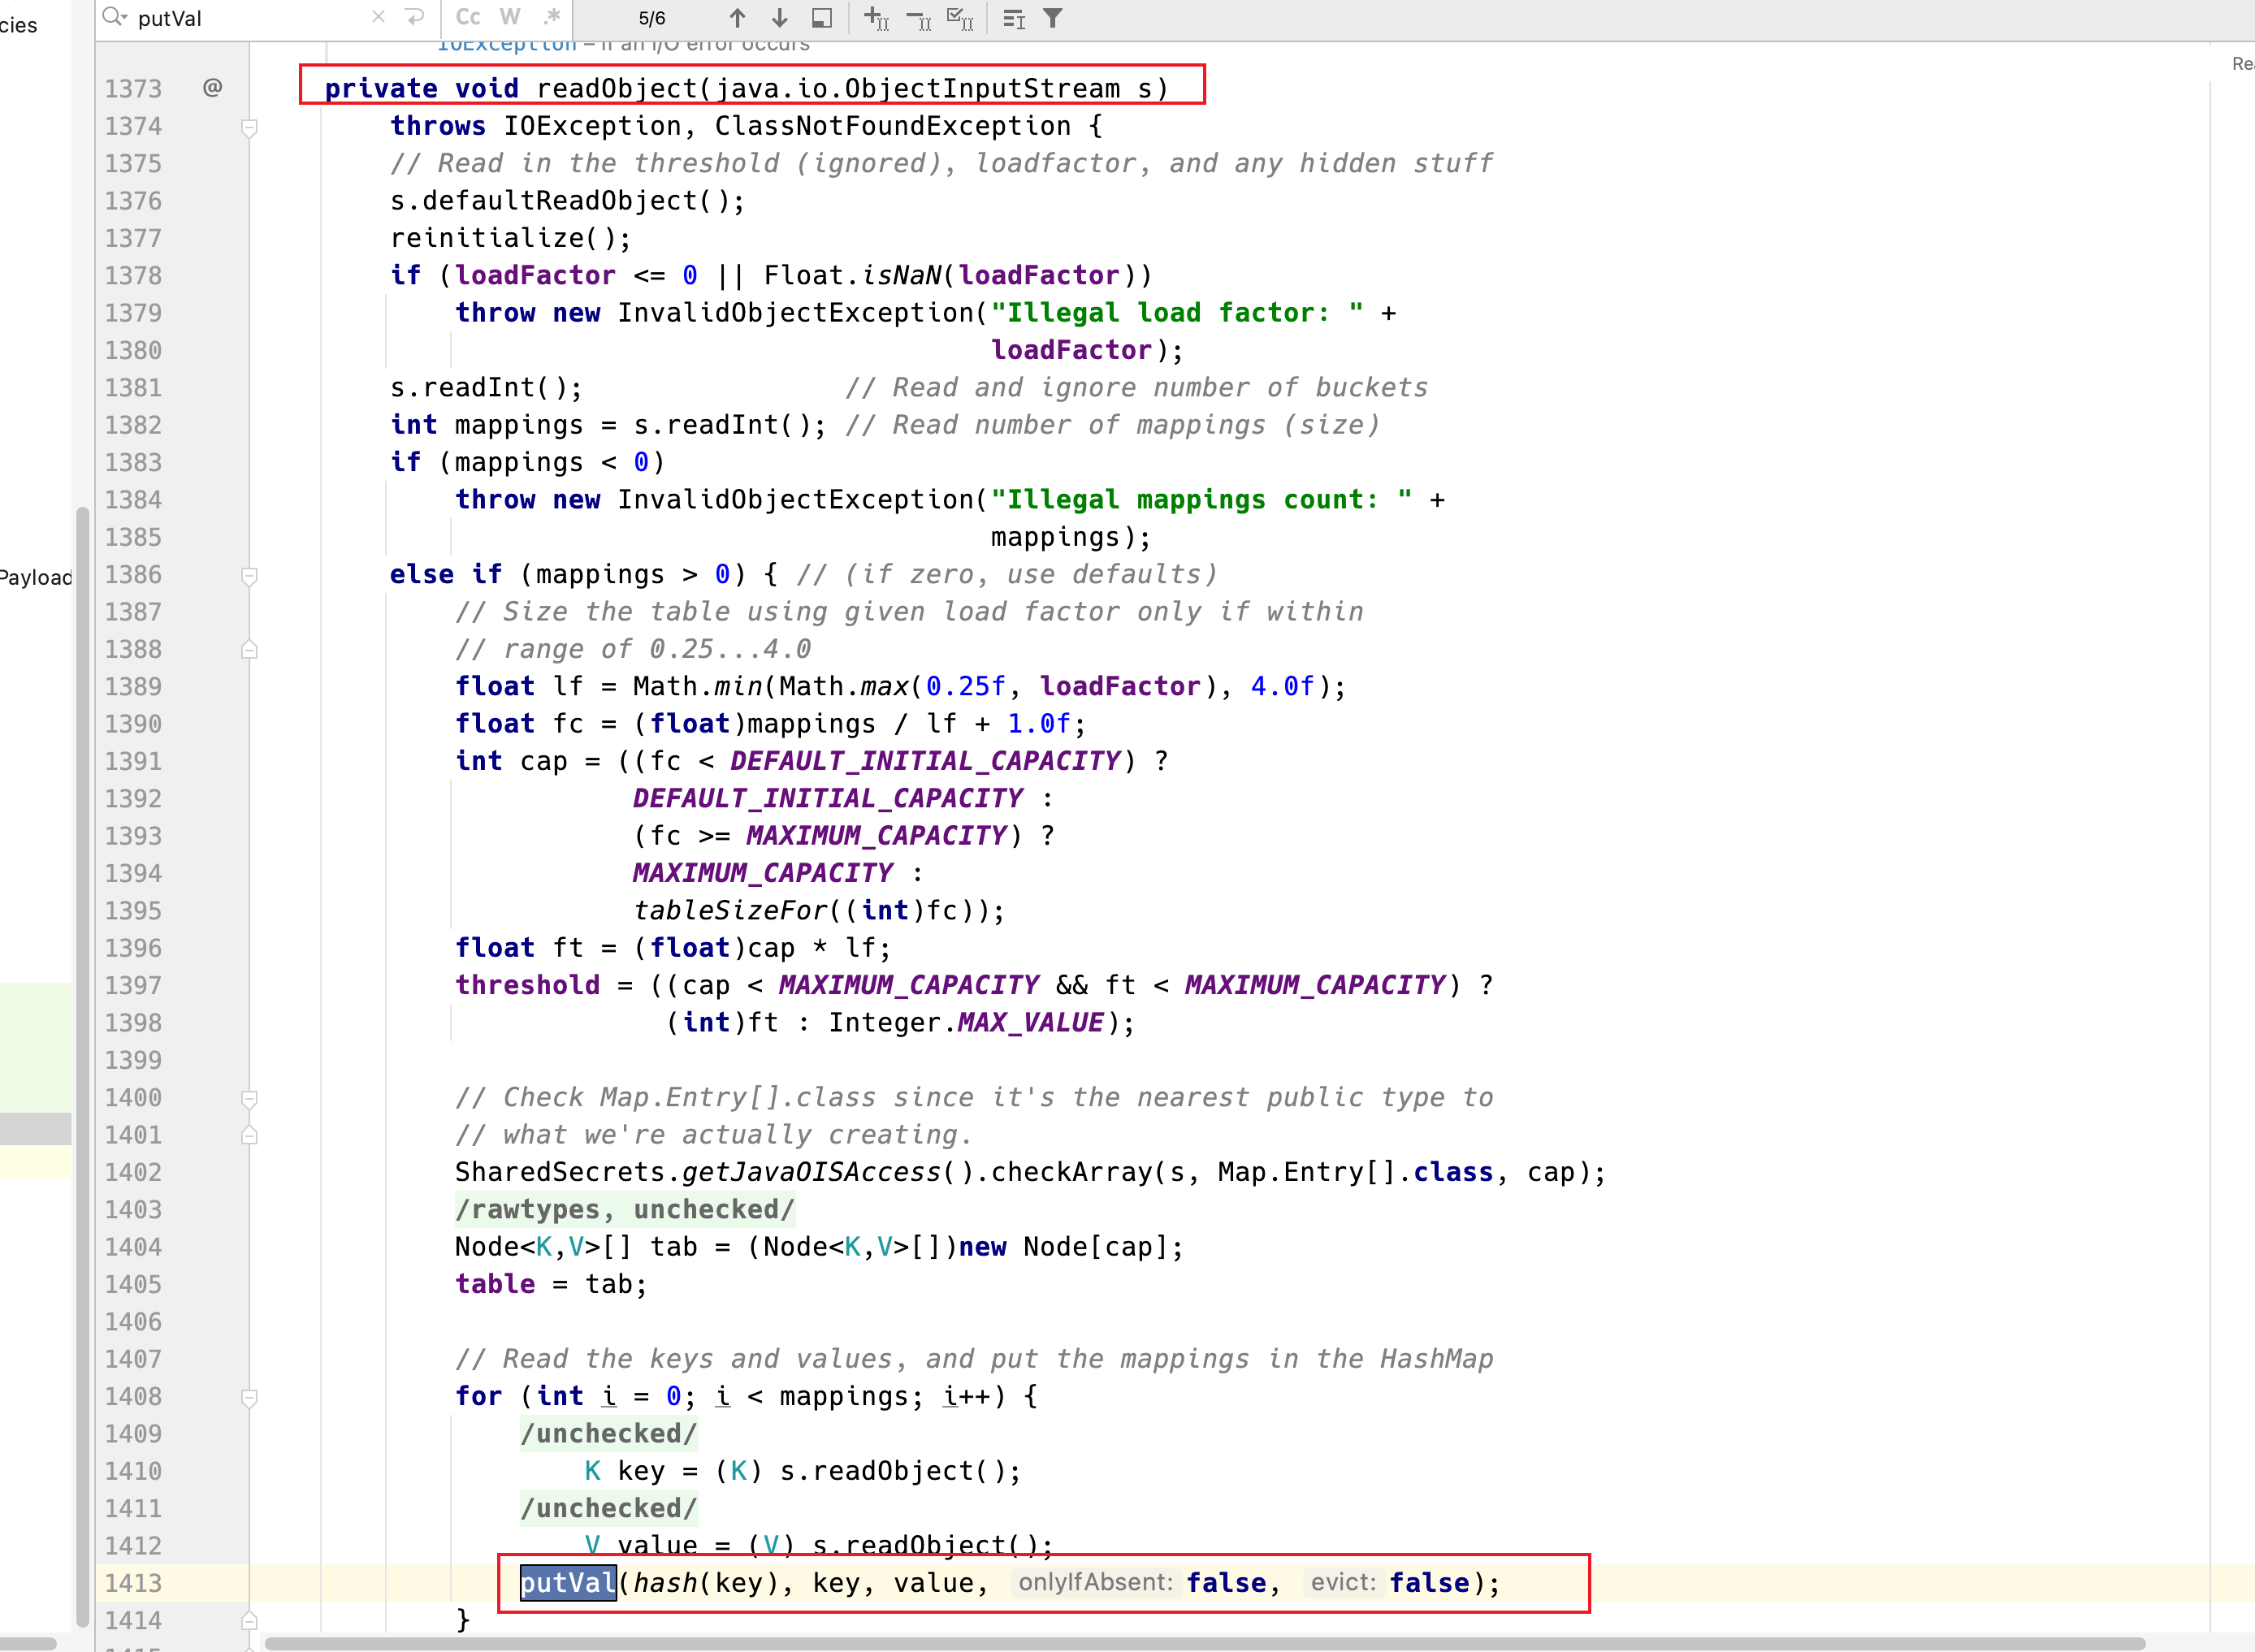 cies
putVal
Cc W .*
5/6
IOException – if an I/O error occurs
Rea
1373 @ private void readObject(java.io.ObjectInputStream s)
1374 throws IOException, ClassNotFoundException {
1375 // Read in the threshold (ignored), loadfactor, and any hidden stuff
1376 s.defaultReadObject();
1377 reinitialize();
1378 if (loadFactor <= 0 || Float.isNaN(loadFactor))
1379 throw new InvalidObjectException("Illegal load factor: " +
1380 loadFactor);
1381 s.readInt(); // Read and ignore number of buckets
1382 int mappings = s.readInt(); // Read number of mappings (size)
1383 if (mappings < 0)
1384 throw new InvalidObjectException("Illegal mappings count: " +
1385 mappings);
Payload
1386 else if (mappings > 0) { // (if zero, use defaults)
1387 // Size the table using given load factor only if within
1388 // range of 0.25...4.0
1389 float lf = Math.min(Math.max(0.25f, loadFactor), 4.0f);
1390 float fc = (float)mappings / lf + 1.0f;
1391 int cap = ((fc < DEFAULT_INITIAL_CAPACITY) ?
1392 DEFAULT_INITIAL_CAPACITY :
1393 (fc >= MAXIMUM_CAPACITY) ?
1394 MAXIMUM_CAPACITY :
1395 tableSizeFor((int)fc));
1396 float ft = (float)cap * lf;
1397 threshold = ((cap < MAXIMUM_CAPACITY && ft < MAXIMUM_CAPACITY) ?
1398 (int)ft : Integer.MAX_VALUE);
1399
1400 // Check Map.Entry[].class since it's the nearest public type to
1401 // what we're actually creating.
1402 SharedSecrets.getJavaOISAccess().checkArray(s, Map.Entry[].class, cap);
1403 /rawtypes, unchecked/
1404 Node<K,V>[] tab = (Node<K,V>[])new Node[cap];
1405 table = tab;
1406
1407 // Read the keys and values, and put the mappings in the HashMap
1408 for (int i = 0; i < mappings; i++) {
1409 /unchecked/
1410 K key = (K) s.readObject();
1411 /unchecked/
1412 V value = (V) s.readObject();
1413 putVal(hash(key), key, value, onlyIfAbsent: false, evict: false);
1414 }